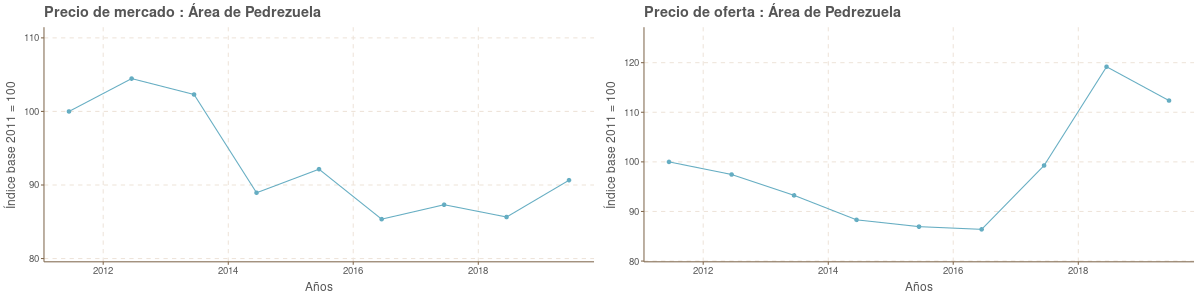 Precio de mercado : Área de Pedrezuela
110
100
90
80
Índice base 2011 = 100
2012
2014
2016
2018
Años
Precio de oferta : Área de Pedrezuela
120
110
100
90
80
Índice base 2011 = 100
2012
2014
2016
2018
Años